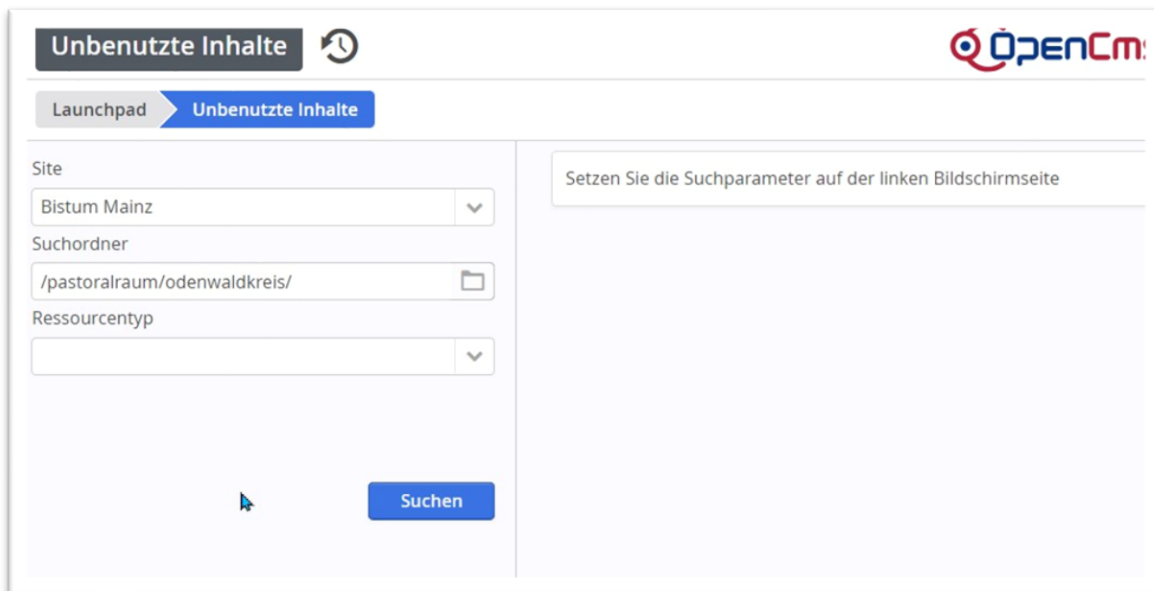 Unbenutzte Inhalte
OpenCm
Launchpad
Unbenutzte Inhalte
Site
Bistum Mainz
Suchordner
/pastoralraum/odenwaldkreis/
Ressourcentyp
Suchen
Setzen Sie die Suchparameter auf der linken Bildschirmseite